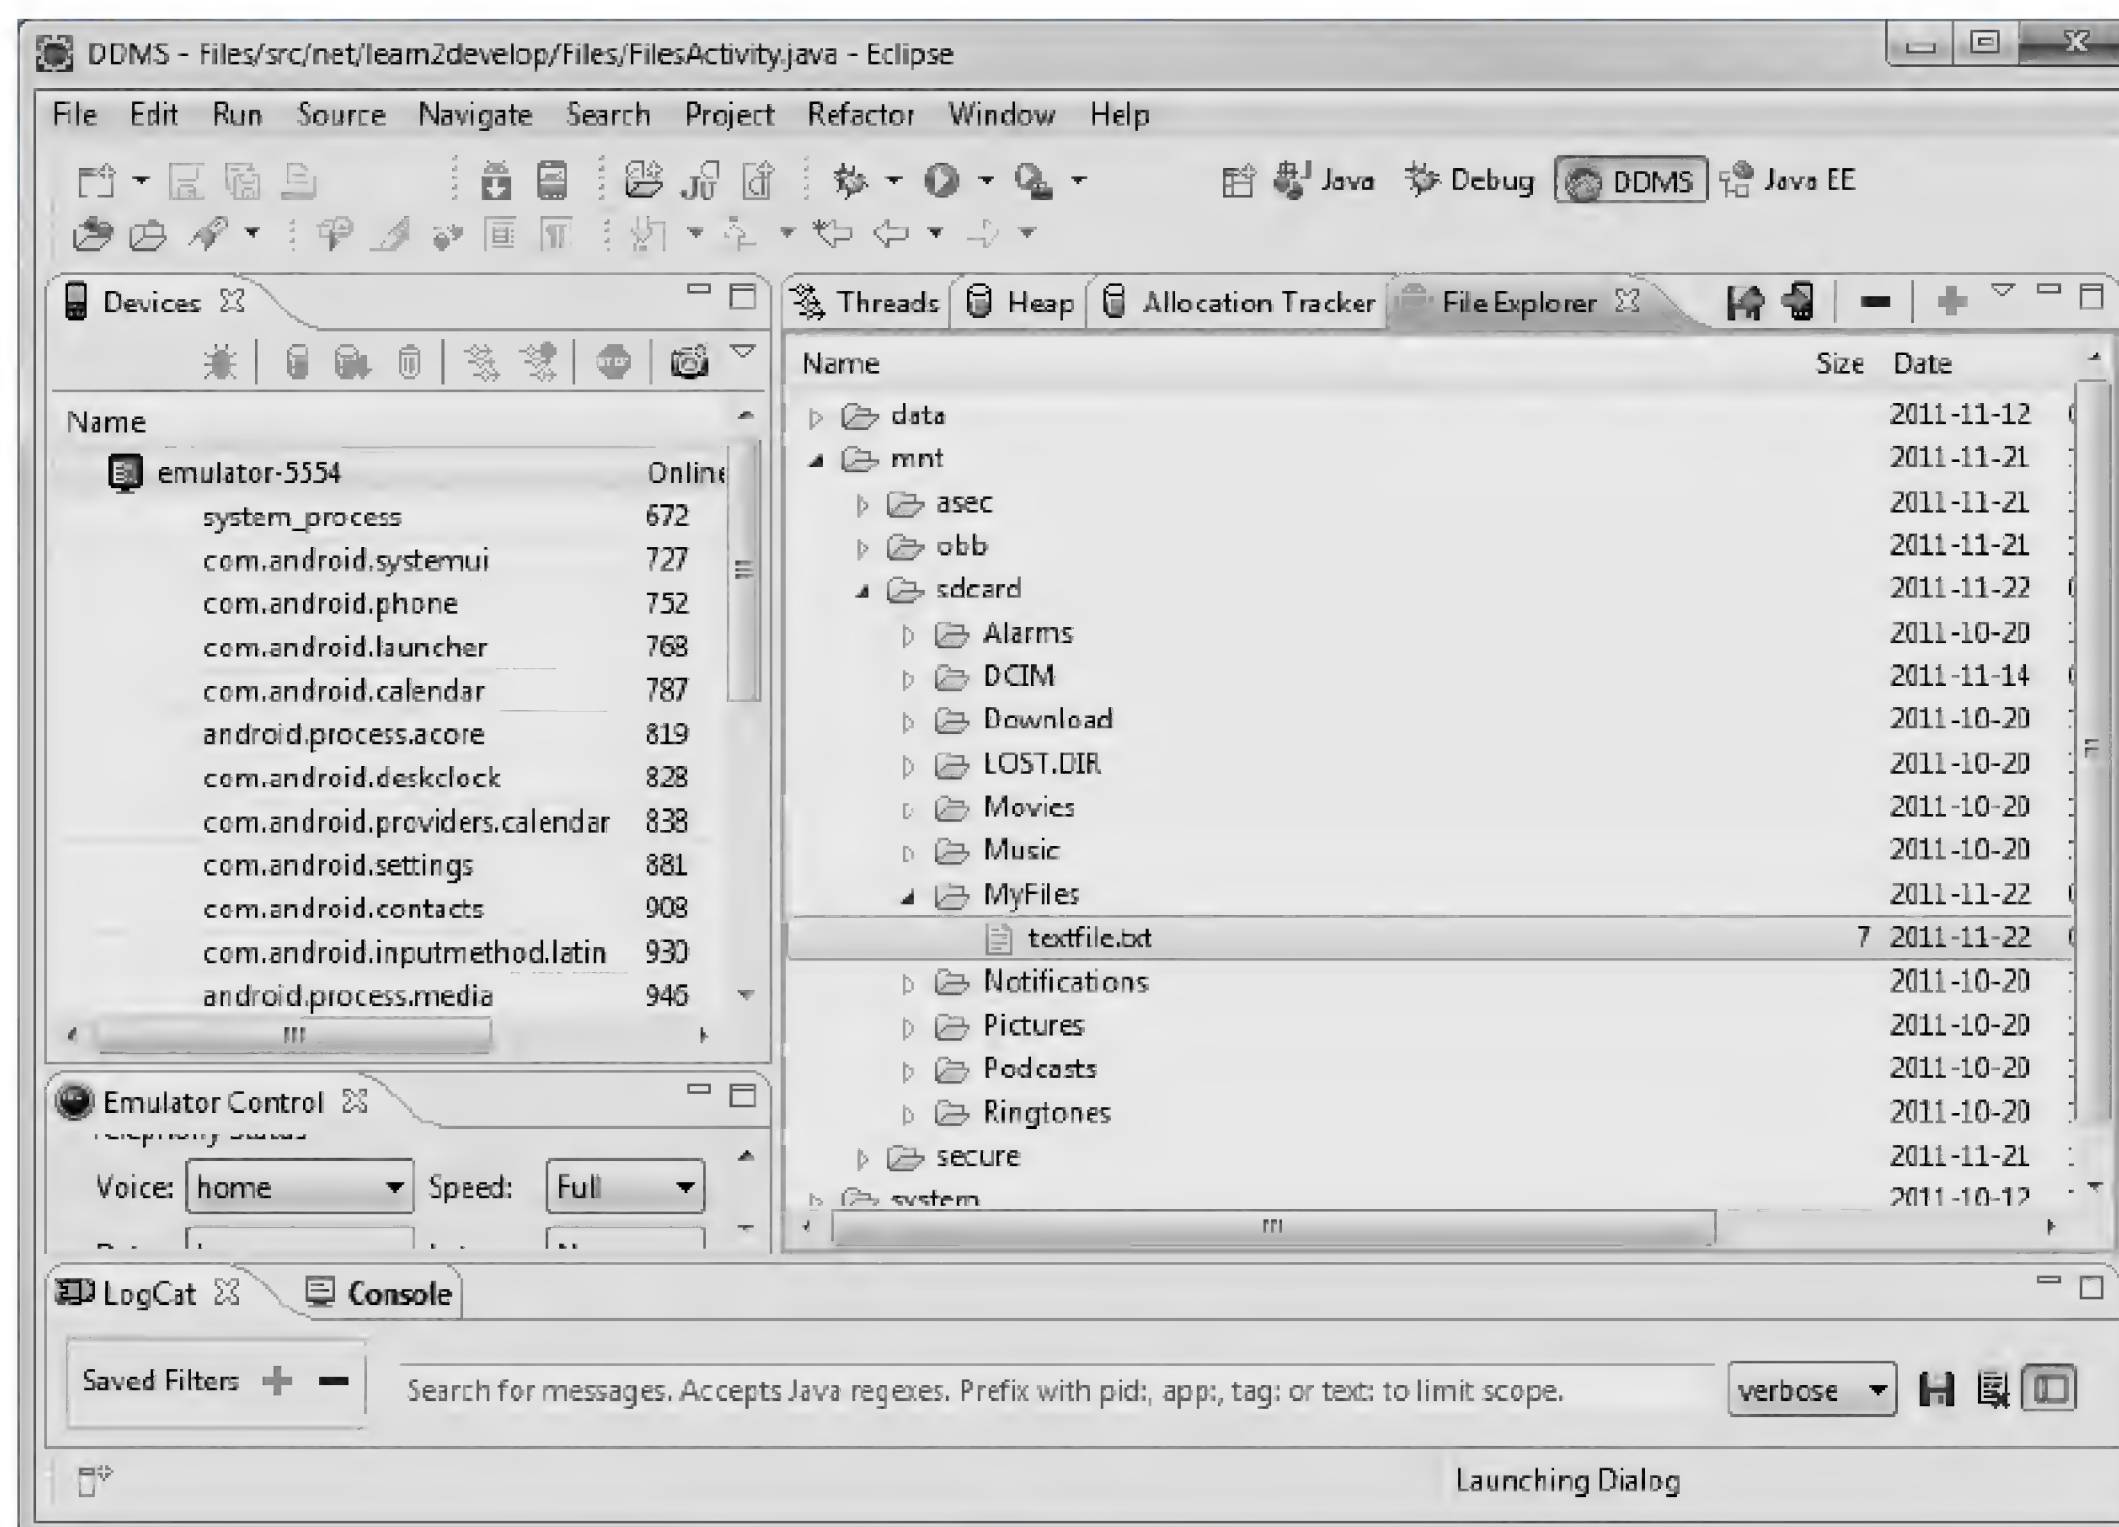 DDMS - Files/src/net/learn2develop/Files/FilesActivity.java - Eclipse
File Edit Run Source Navigate Search Project Refactor Window Help
Java Debug DDMS Java EE
Devices
Name
emulator-5554 Online
system_process 672
com.android.systemui 727
com.android.phone 752
com.android.launcher 768
com.android.calendar 787
android.process.acore 819
com.android.deskclock 828
com.android.providers.calendar 838
com.android.settings 881
com.android.contacts 908
com.android.inputmethod.latin 930
android.process.media 946
Emulator Control
Telephony Status
Voice: home Speed: Full
Threads Heap Allocation Tracker File Explorer
Name Size Date
data 2011-11-12
mnt 2011-11-21
asec 2011-11-21
obb 2011-11-21
sdcard 2011-11-22
Alarms 2011-10-20
DCIM 2011-11-14
Download 2011-10-20
LOST.DIR 2011-10-20
Movies 2011-10-20
Music 2011-10-20
MyFiles 2011-11-22
textfile.txt 7 2011-11-22
Notifications 2011-10-20
Pictures 2011-10-20
Podcasts 2011-10-20
Ringtones 2011-10-20
secure 2011-11-21
system 2011-10-12
LogCat Console
Saved Filters
Search for messages. Accepts Java regexes. Prefix with pid:, app:, tag: or text: to limit scope.
verbose
Launching Dialog